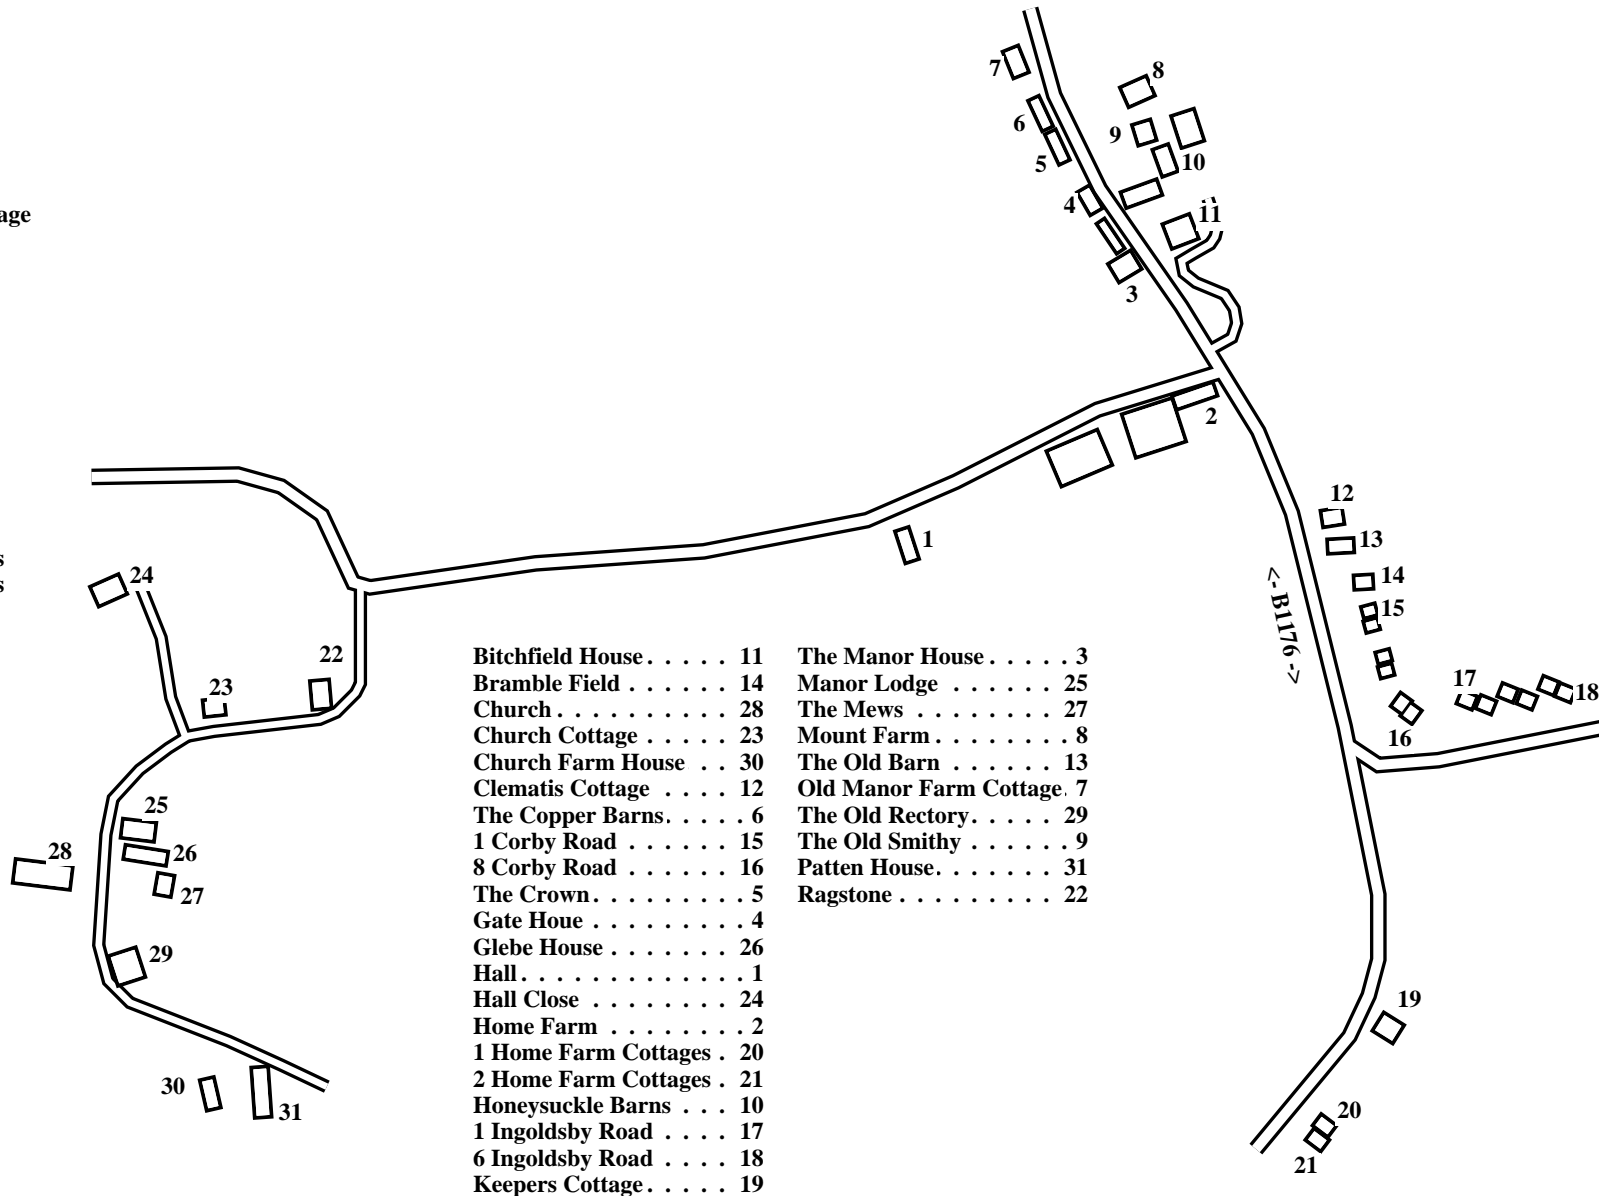 7
8
6
9
5
10
4
11
3
age
2
12
1
13
s
s
24
14
<- B1176 ->
15
22
23
17
18
16
25
28
26
27
29
19
30
31
20
21
Bitchfield House . . . . . 11
Bramble Field . . . . . . 14
Church . . . . . . . . . . 28
Church Cottage . . . . . 23
Church Farm House . . 30
Clematis Cottage . . . . 12
The Copper Barns . . . . . 6
1 Corby Road . . . . . . 15
8 Corby Road . . . . . . 16
The Crown . . . . . . . . . 5
Gate Houe . . . . . . . . . 4
Glebe House . . . . . . . 26
Hall . . . . . . . . . . . . . 1
Hall Close . . . . . . . . 24
Home Farm . . . . . . . . 2
1 Home Farm Cottages . 20
2 Home Farm Cottages . 21
Honeysuckle Barns . . . 10
1 Ingoldsby Road . . . . 17
6 Ingoldsby Road . . . . 18
Keepers Cottage . . . . . 19
The Manor House . . . . . 3
Manor Lodge . . . . . . 25
The Mews . . . . . . . . 27
Mount Farm . . . . . . . . 8
The Old Barn . . . . . . 13
Old Manor Farm Cottage . 7
The Old Rectory . . . . . 29
The Old Smithy . . . . . . 9
Patten House . . . . . . . 31
Ragstone . . . . . . . . . 22